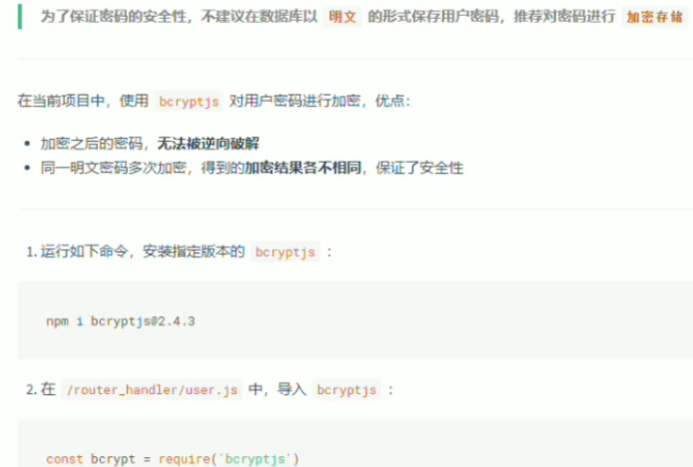 为了保证密码的安全性，不建议在数据库以 明文 的形式保存用户密码，推荐对密码进行 加密存储
在当前项目中，使用 bcryptjs 对用户密码进行加密，优点：
• 加密之后的密码，无法被逆向破解
• 同一明文密码多次加密，得到的加密结果各不相同，保证了安全性
1. 运行如下命令，安装指定版本的 bcryptjs ：
npm i bcryptjs@2.4.3
2. 在 /router_handler/user.js 中，导入 bcryptjs ：
const bcrypt = require('bcryptjs')